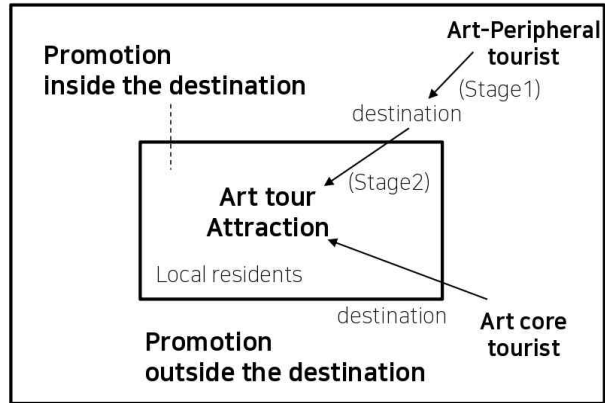 Promotion
inside the destination
Art-Peripheral
tourist
(Stage1)
destination
(Stage2)
Art tour
Attraction
Local residents
destination
Art core
tourist
Promotion
outside the destination